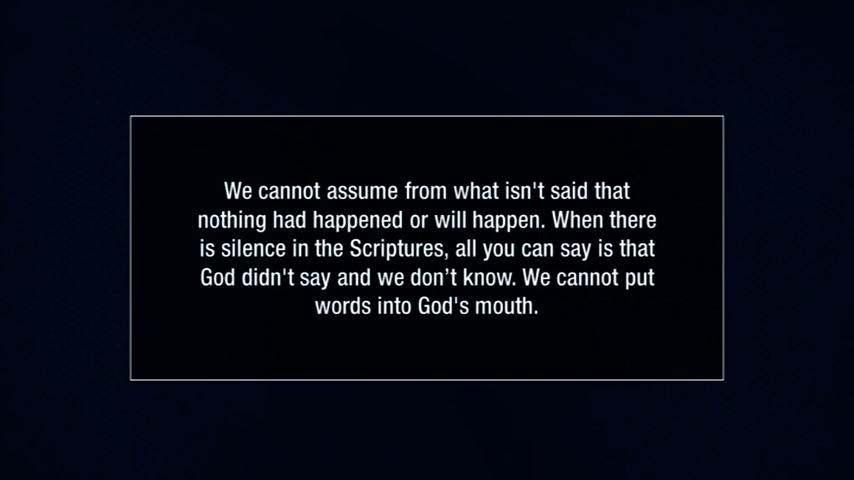 We cannot assume from what isn't said that
nothing had happened or will happen. When there
is silence in the Scriptures, all you can say is that
God didn't say and we don’t know. We cannot put
words into God's mouth.